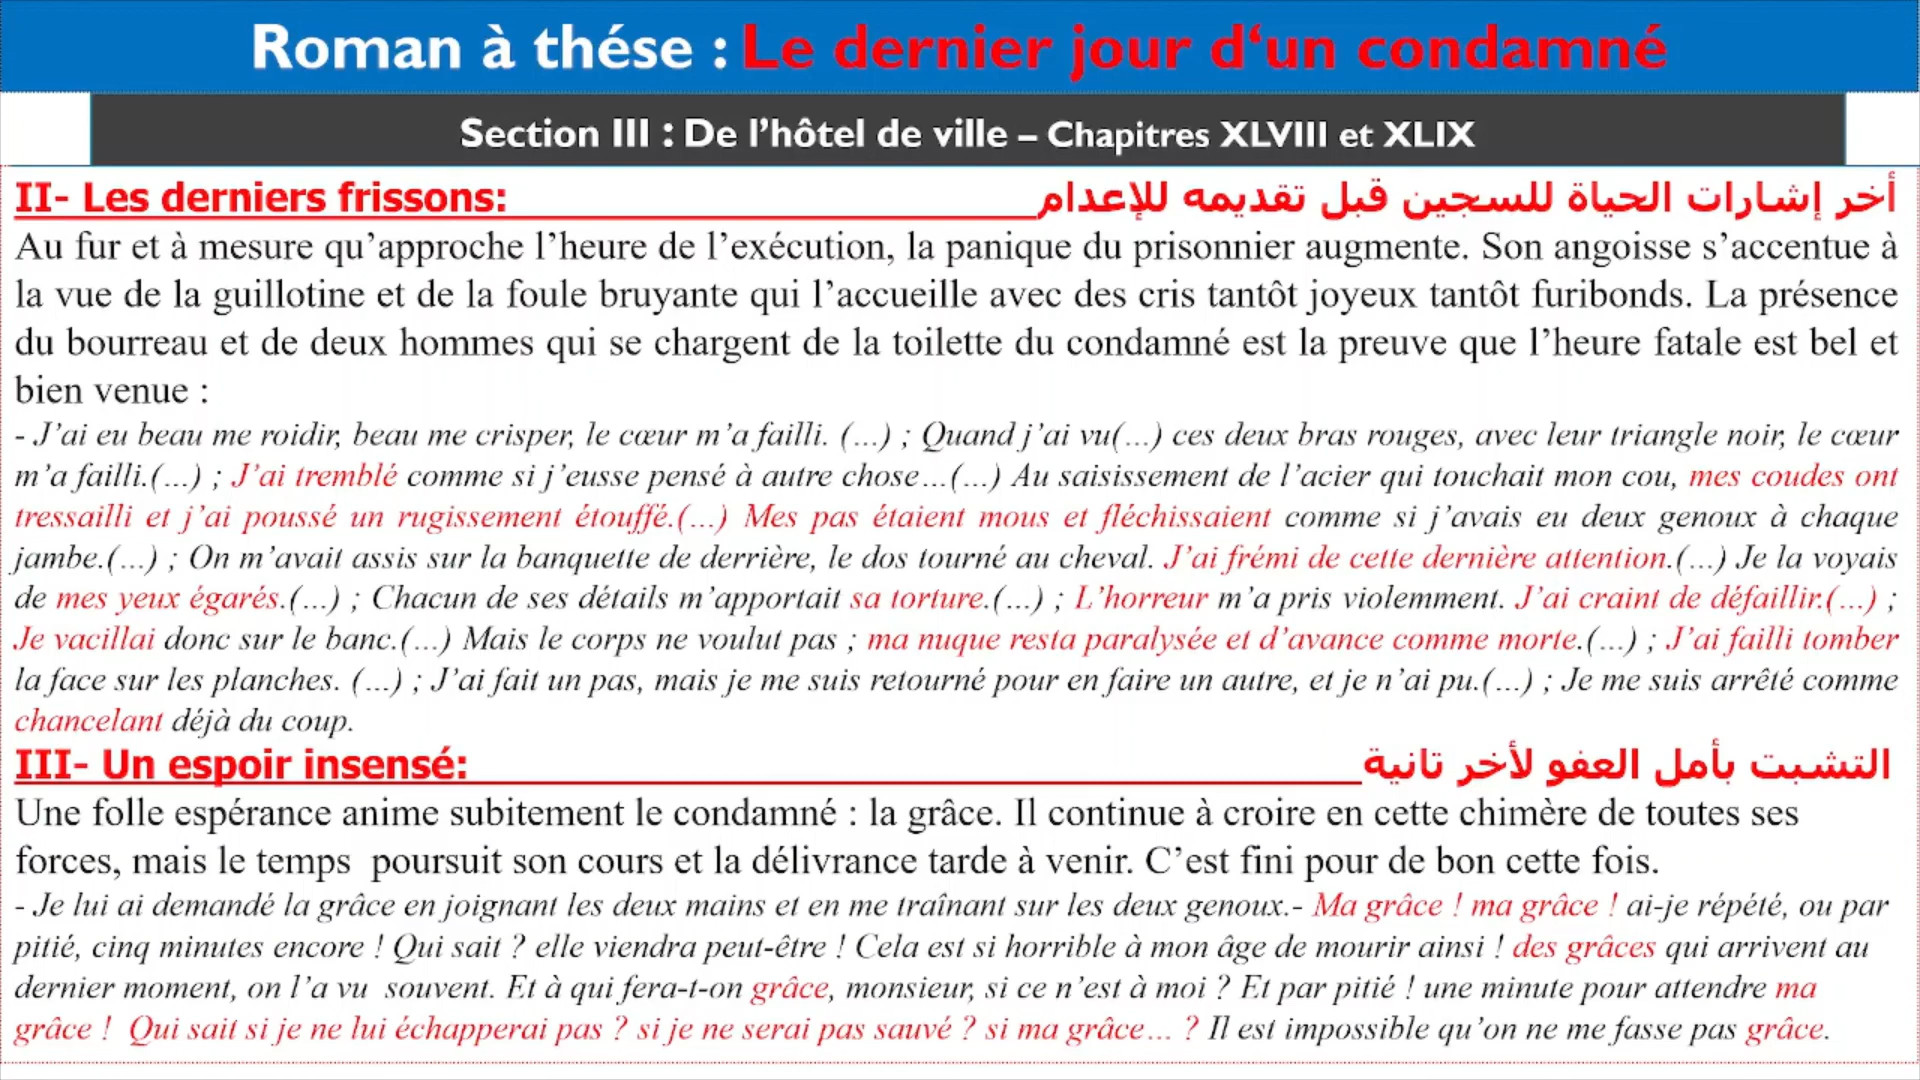 Roman à thése : Le dernier jour d‘un condamné
Section III : De l’hôtel de ville – Chapitres XLVIII et XLIX
II- Les derniers frissons: أخر إشارات الحياة للسجين قبل تقديمه للإعدام
Au fur et à mesure qu’approche l’heure de l’exécution, la panique du prisonnier augmente. Son angoisse s’accentue à
la vue de la guillotine et de la foule bruyante qui l’accueille avec des cris tantôt joyeux tantôt furibonds. La présence
du bourreau et de deux hommes qui se chargent de la toilette du condamné est la preuve que l’heure fatale est bel et
bien venue :
- J’ai eu beau me roidir, beau me crisper, le cœur m’a failli. (…) ; Quand j’ai vu(…) ces deux bras rouges, avec leur triangle noir, le cœur
m’a failli.(…) ; J’ai tremblé comme si j’eusse pensé à autre chose…(…) Au saisissement de l’acier qui touchait mon cou, mes coudes ont
tressailli et j’ai poussé un rugissement étouffé.(…) Mes pas étaient mous et fléchissaient comme si j’avais eu deux genoux à chaque
jambe.(…) ; On m’avait assis sur la banquette de derrière, le dos tourné au cheval. J’ai frémi de cette dernière attention.(…) Je la voyais
de mes yeux égarés.(…) ; Chacun de ses détails m’apportait sa torture.(…) ; L’horreur m’a pris violemment. J’ai craint de défaillir.(…) ;
Je vacillai donc sur le banc.(…) Mais le corps ne voulut pas ; ma nuque resta paralysée et d’avance comme morte.(…) ; J’ai failli tomber
la face sur les planches. (…) ; J’ai fait un pas, mais je me suis retourné pour en faire un autre, et je n’ai pu.(…) ; Je me suis arrêté comme
chancelant déjà du coup.
III- Un espoir insensé: التشبت بأمل العفو لأخر تانية
Une folle espérance anime subitement le condamné : la grâce. Il continue à croire en cette chimère de toutes ses
forces, mais le temps poursuit son cours et la délivrance tarde à venir. C’est fini pour de bon cette fois.
- Je lui ai demandé la grâce en joignant les deux mains et en me traînant sur les deux genoux.- Ma grâce ! ma grâce ! ai-je répété, ou par
pitié, cinq minutes encore ! Qui sait ? elle viendra peut-être ! Cela est si horrible à mon âge de mourir ainsi ! des grâces qui arrivent au
dernier moment, on l’a vu souvent. Et à qui fera-t-on grâce, monsieur, si ce n’est à moi ? Et par pitié ! une minute pour attendre ma
grâce ! Qui sait si je ne lui échapperai pas ? si je ne serai pas sauvé ? si ma grâce… ? Il est impossible qu’on ne me fasse pas grâce.